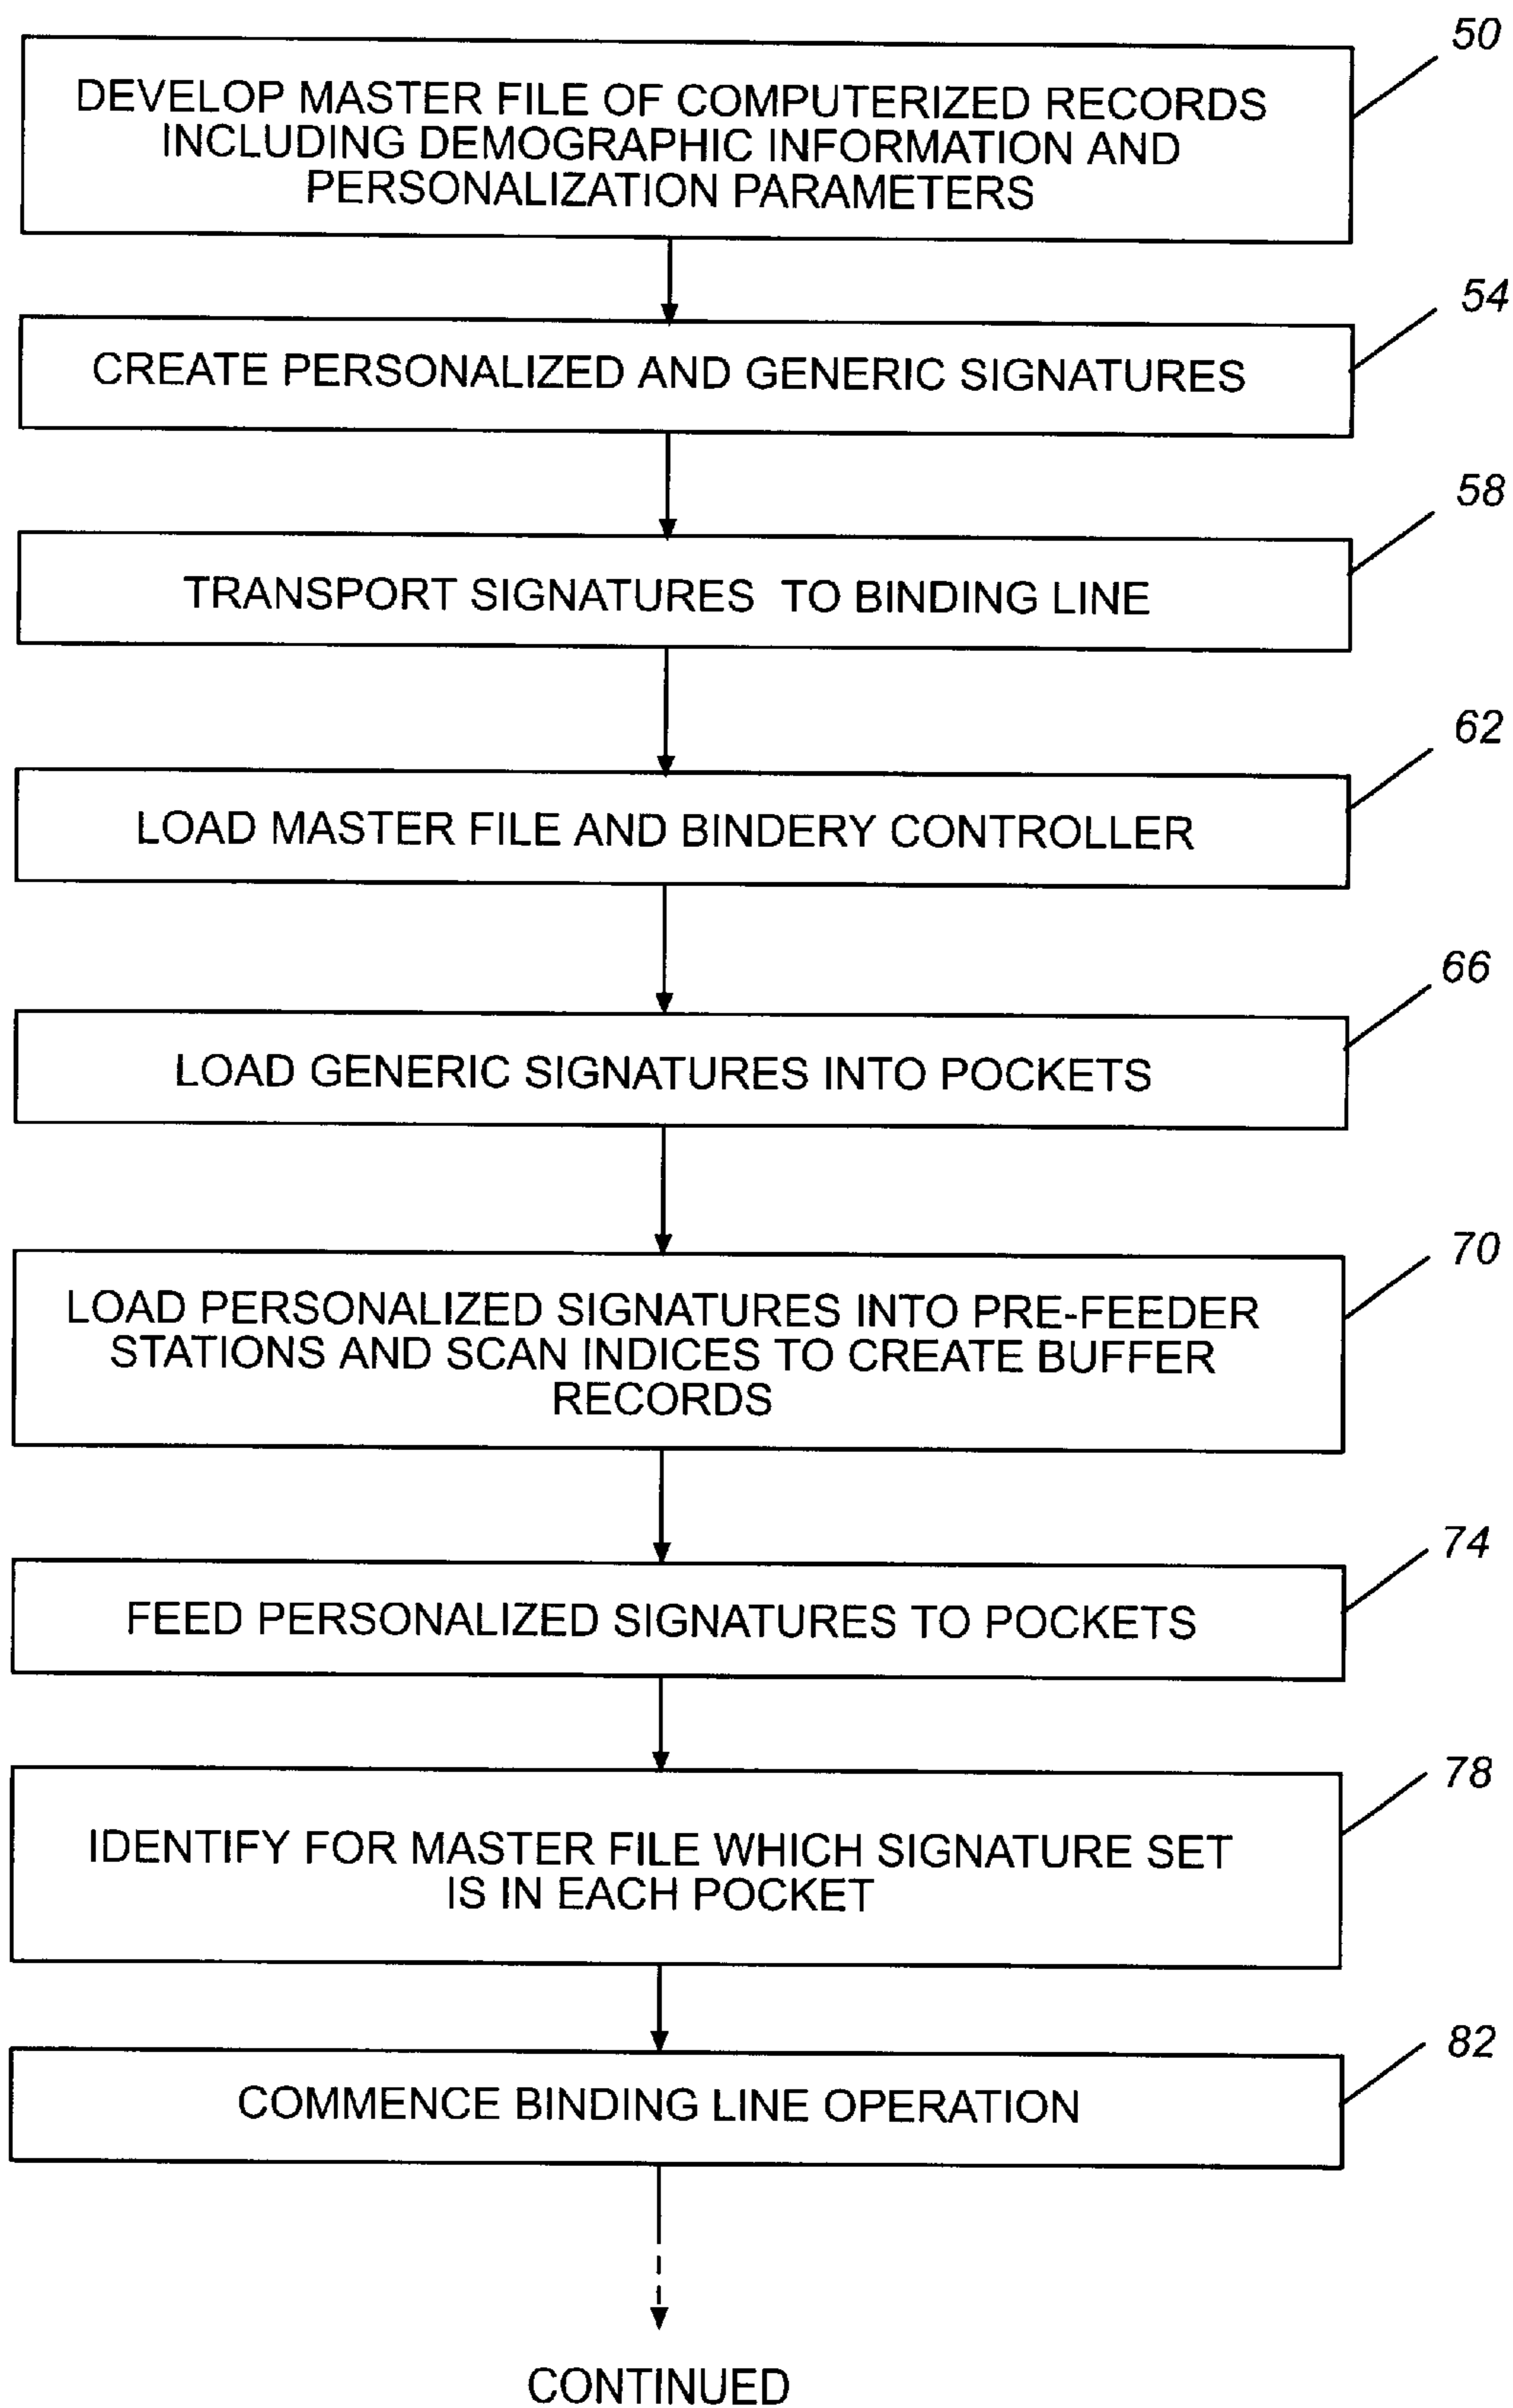 50
DEVELOP MASTER FILE OF COMPUTERIZED RECORDS
INCLUDING DEMOGRAPHIC INFORMATION AND
PERSONALIZATION PARAMETERS
54
CREATE PERSONALIZED AND GENERIC SIGNATURES
58
TRANSPORT SIGNATURES TO BINDING LINE
62
LOAD MASTER FILE AND BINDERY CONTROLLER
66
LOAD GENERIC SIGNATURES INTO POCKETS
70
LOAD PERSONALIZED SIGNATURES INTO PRE-FEEDER
STATIONS AND SCAN INDICES TO CREATE BUFFER
RECORDS
74
FEED PERSONALIZED SIGNATURES TO POCKETS
78
IDENTIFY FOR MASTER FILE WHICH SIGNATURE SET
IS IN EACH POCKET
82
COMMENCE BINDING LINE OPERATION
CONTINUED